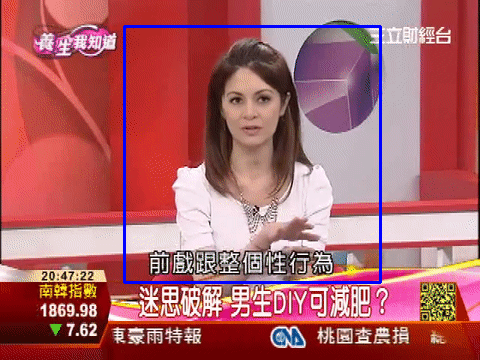 養生我知道
三立財經台
前戲跟整個性行為
20:47:22
迷思破解 男生DIY可減肥？
南韓指數
1869.98
▼7.62
東豪雨特報
CNA
桃園查農損